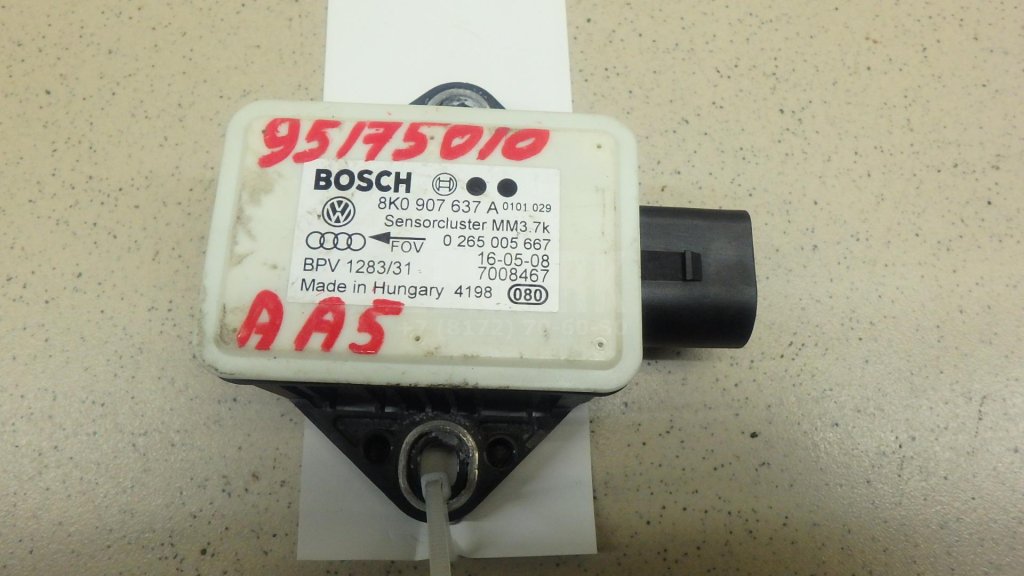 95175010
BOSCH
8K0 907 637 A 0101 029
Sensorcluster MM3.7k
FOV 0 265 005 667
16-05-08
BPV 1283/31 7008467
Made in Hungary 4198 080
AA5